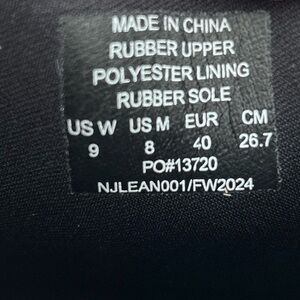 MADE IN CHINA
RUBBER UPPER
POLYESTER LINING
RUBBER SOLE
US W US M EUR CM
9 8 40 26.7
PO#13720
NJLEAN001/FW2024